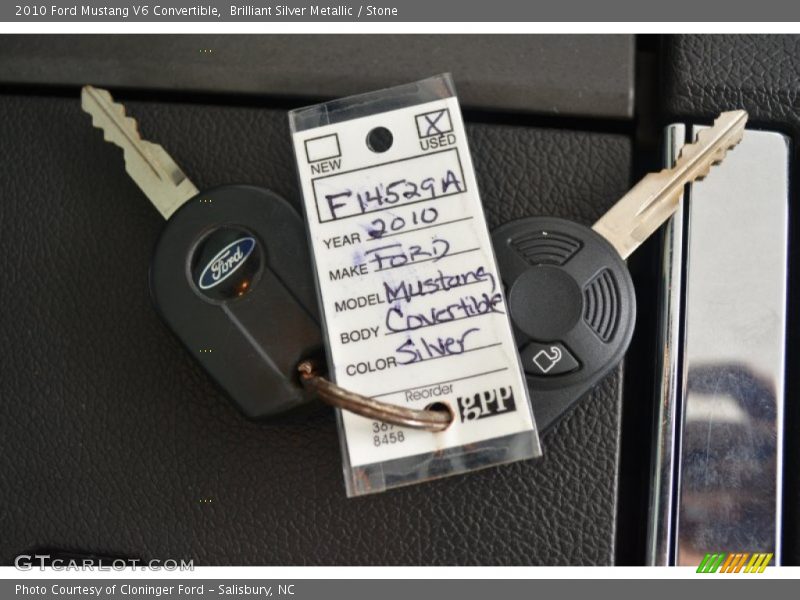 2010 Ford Mustang V6 Convertible,  Brilliant Silver Metallic / Stone
X
NEW USED
F14529A
YEAR 2010
MAKE FORD
MODEL Mustang
BODY Covertible
COLOR Silver
Reorder
gPP
8458
Ford
GTCARLOT.COM
Photo Courtesy of Cloninger Ford - Salisbury, NC